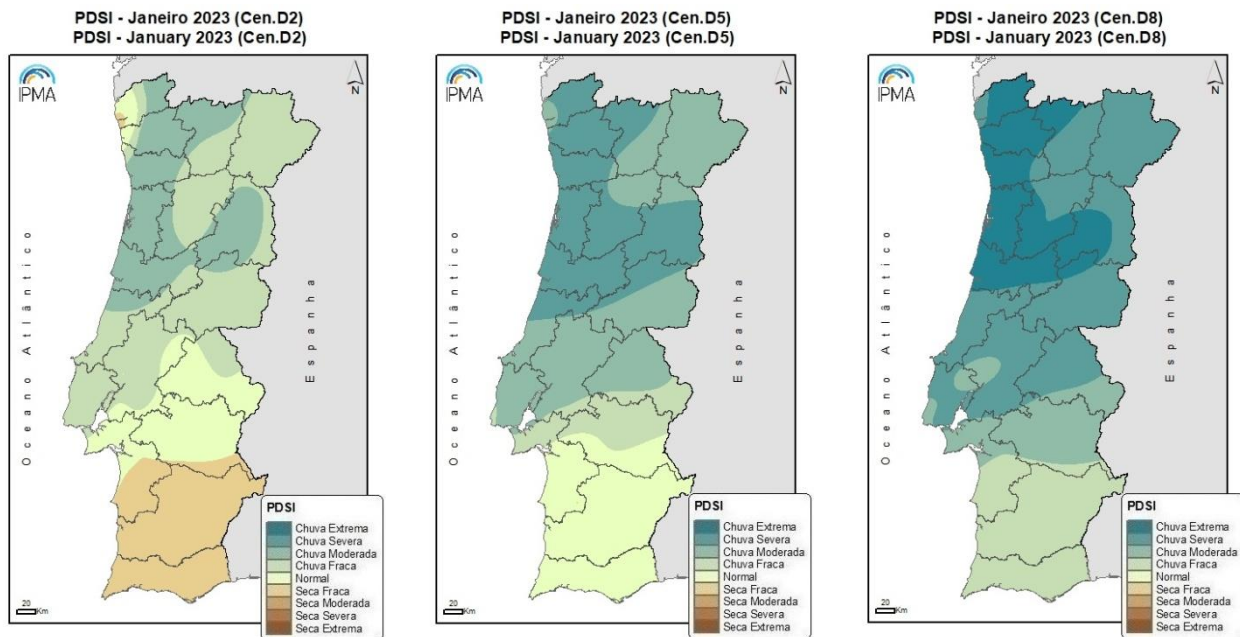 PDSI - Janeiro 2023 (Cen.D2)
PDSI - January 2023 (Cen.D2)
IPMA
N
Oceano Atlântico
Espanha
PDSI
Chuva Extrema
Chuva Severa
Chuva Moderada
Chuva Fraca
Normal
Seca Fraca
Seca Moderada
Seca Severa
Seca Extrema
20
Km
PDSI - Janeiro 2023 (Cen.D5)
PDSI - January 2023 (Cen.D5)
IPMA
N
Oceano Atlântico
Espanha
PDSI
Chuva Extrema
Chuva Severa
Chuva Moderada
Chuva Fraca
Normal
Seca Fraca
Seca Moderada
Seca Severa
Seca Extrema
20
Km
PDSI - Janeiro 2023 (Cen.D8)
PDSI - January 2023 (Cen.D8)
IPMA
N
Oceano Atlântico
Espanha
PDSI
Chuva Extrema
Chuva Severa
Chuva Moderada
Chuva Fraca
Normal
Seca Fraca
Seca Moderada
Seca Severa
Seca Extrema
20
Km